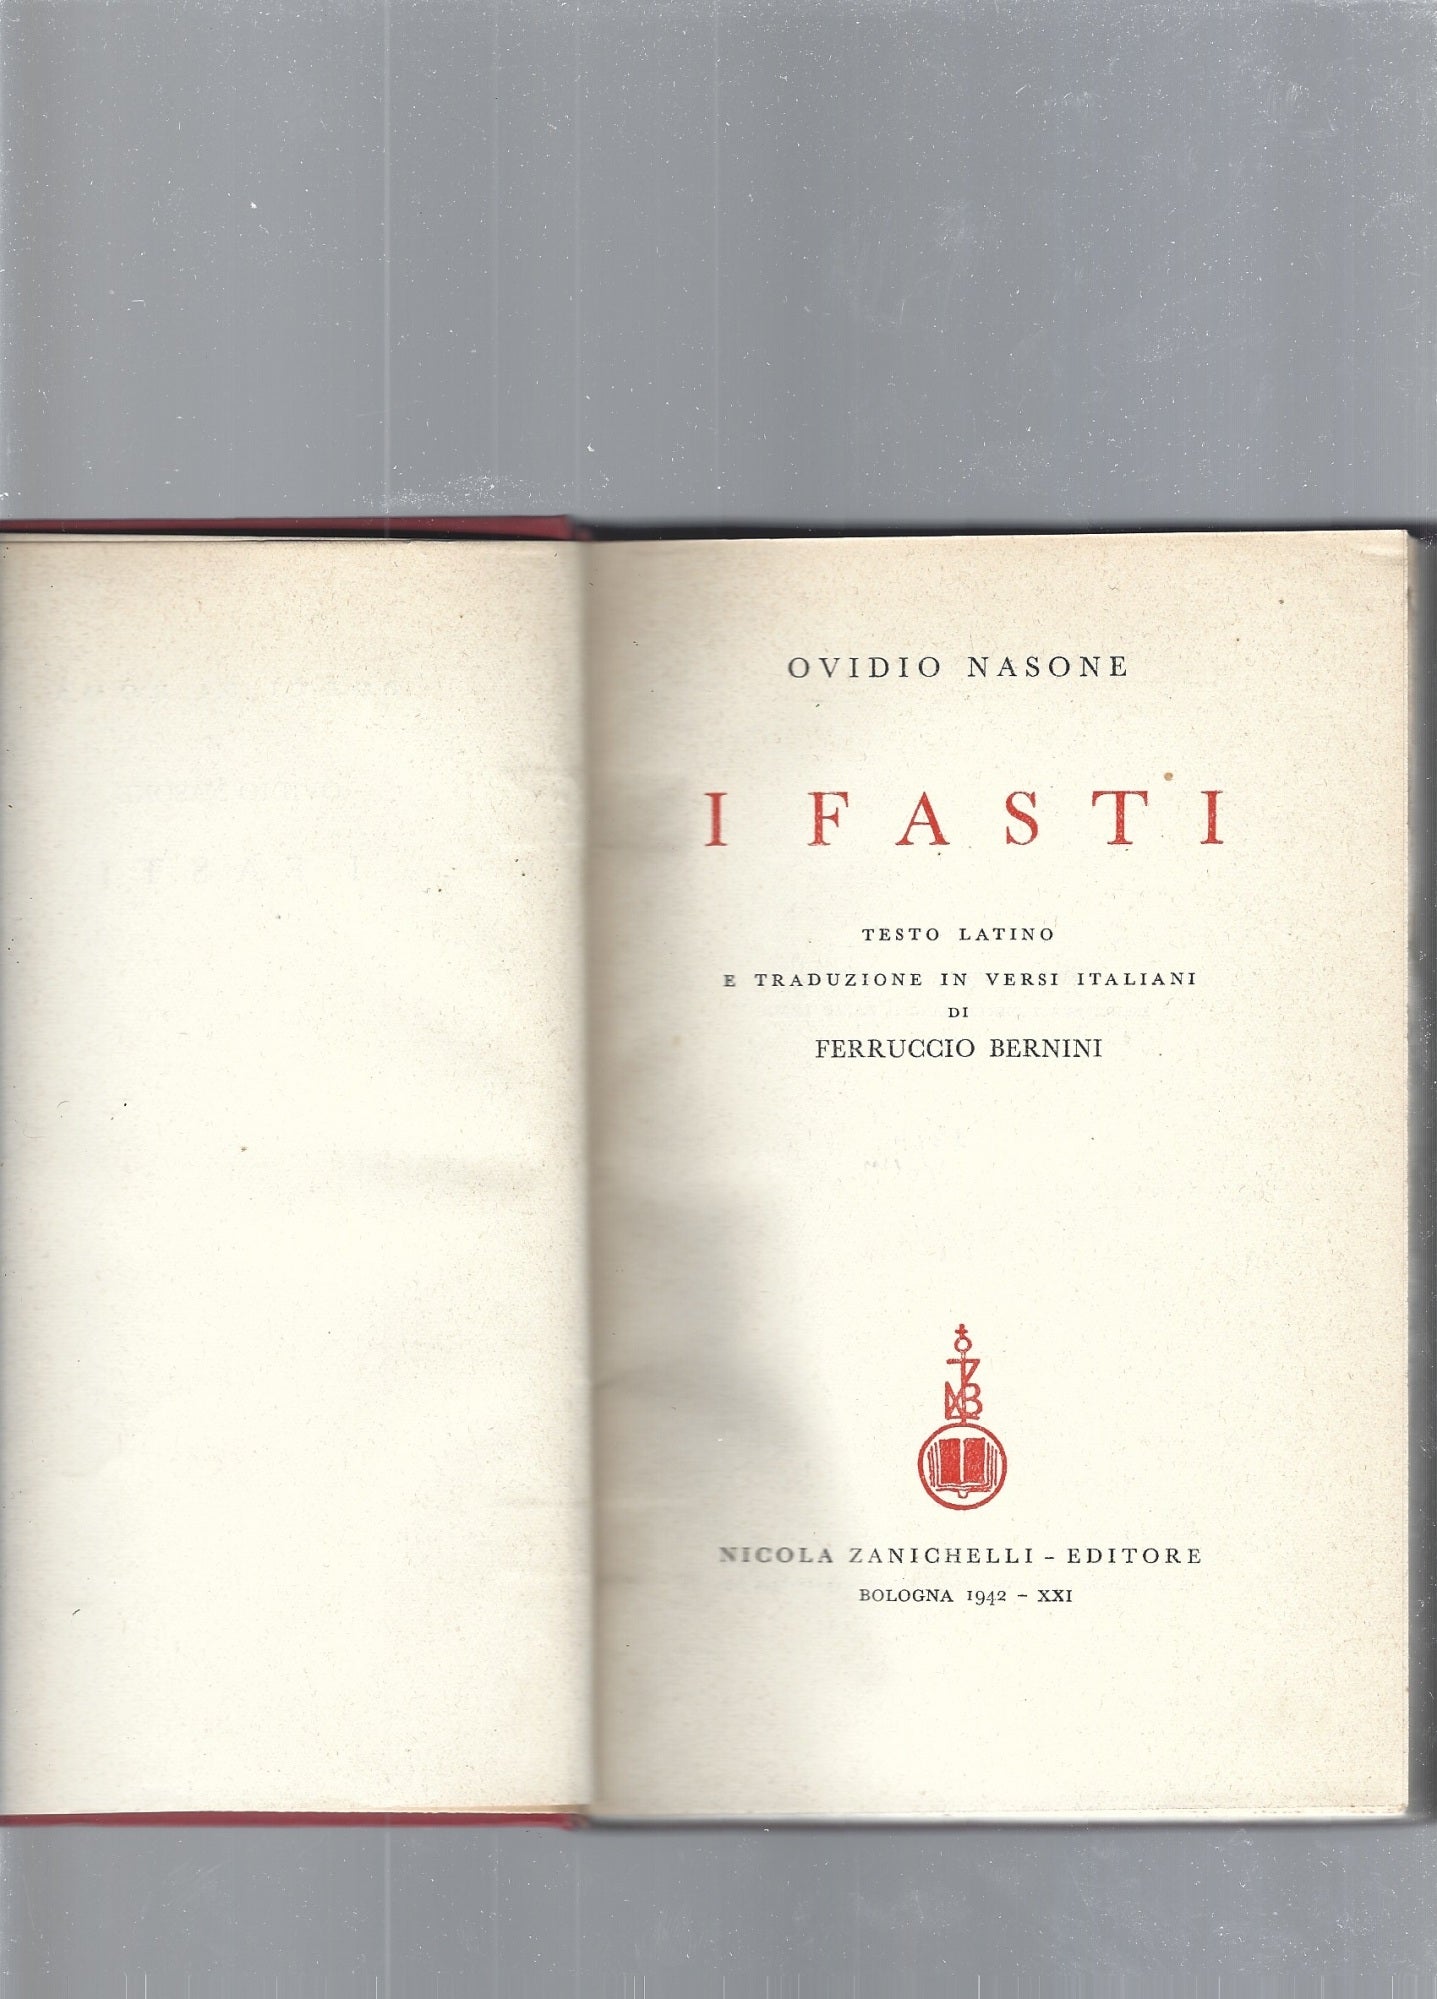 OVIDIO NASONE
I FASTI
TESTO LATINO
E TRADUZIONE IN VERSI ITALIANI
DI
FERRUCCIO BERNINI
NICOLA ZANICHELLI - EDITORE
BOLOGNA 1942 - XXI